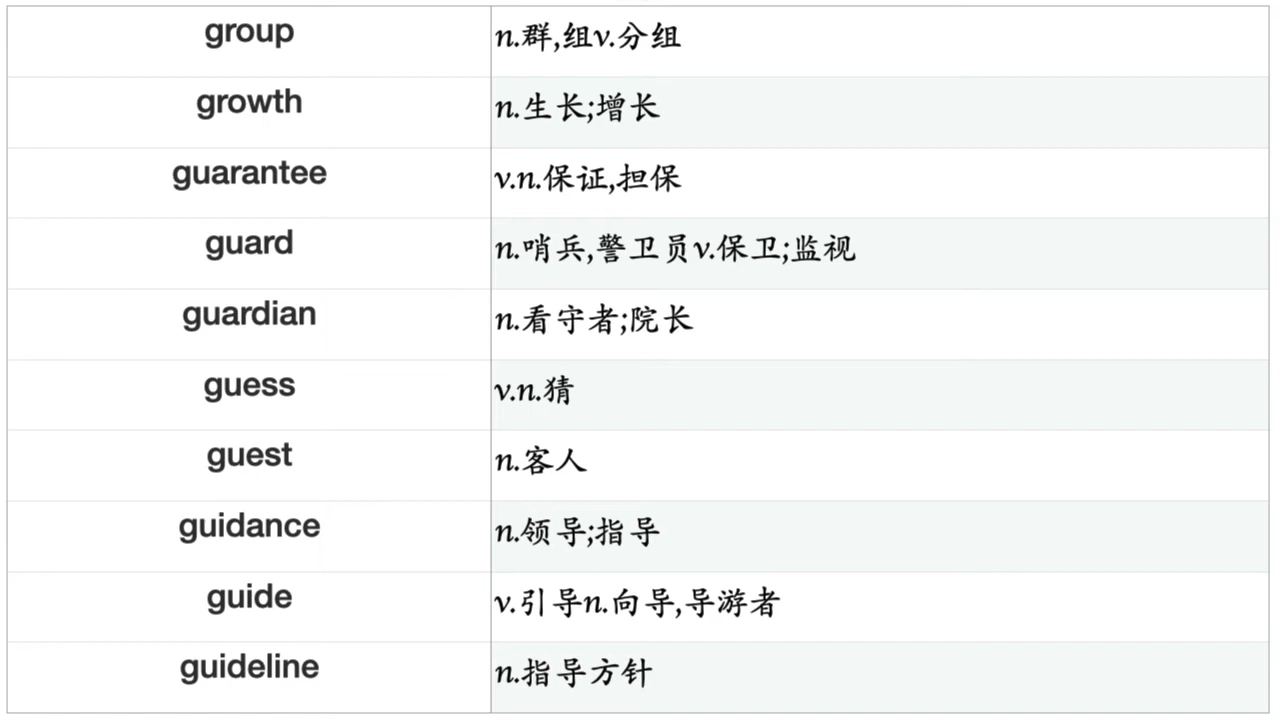 group n.群,组v.分组
growth n.生长;增长
guarantee v.n.保证,担保
guard n.哨兵,警卫员v.保卫;监视
guardian n.看守者;院长
guess v.n.猜
guest n.客人
guidance n.领导;指导
guide v.引导n.向导,导游者
guideline n.指导方针